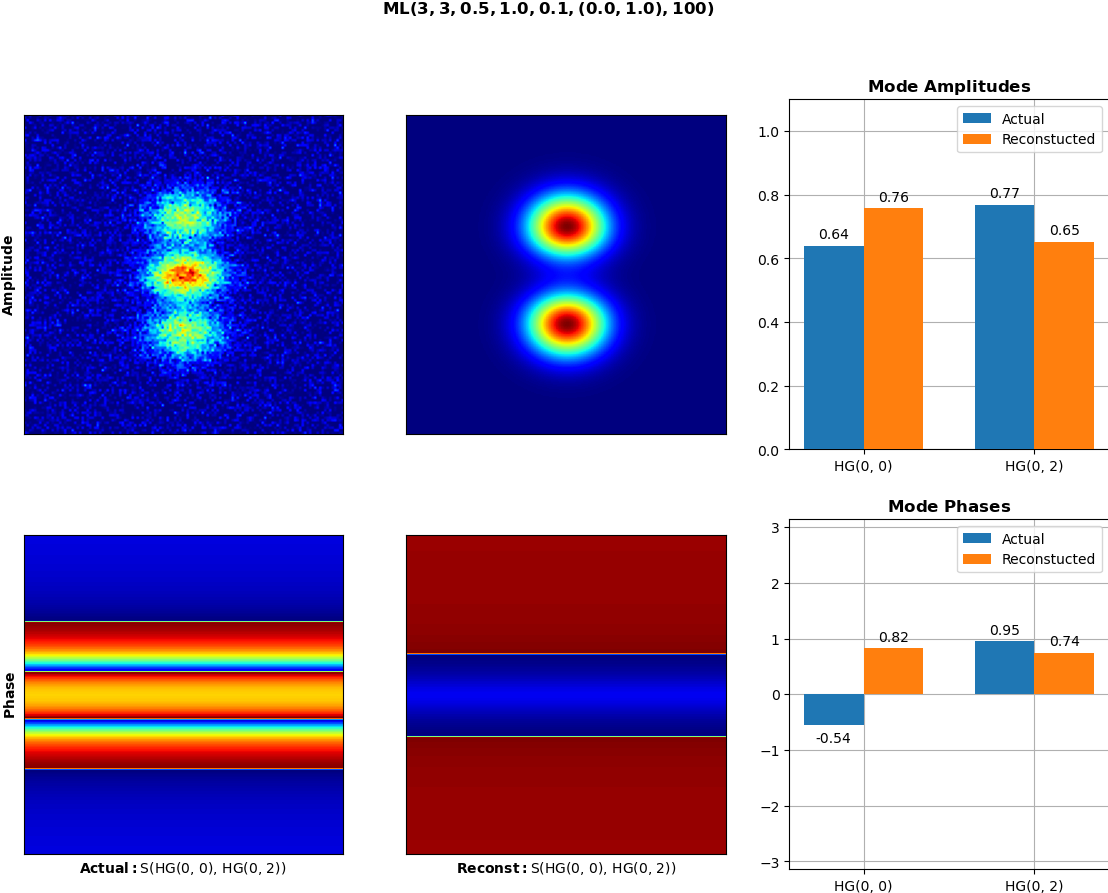 ML(3, 3, 0.5, 1.0, 0.1, (0.0, 1.0), 100)
Amplitude
Mode Amplitudes
Actual
Reconstucted
1.0
0.8
0.6
0.4
0.2
0.0
0.64
0.76
0.77
0.65
HG(0, 0)
HG(0, 2)
Phase
Actual: S(HG(0, 0), HG(0, 2))
Reconst: S(HG(0, 0), HG(0, 2))
Mode Phases
Actual
Reconstucted
3
2
1
0
−1
−2
−3
-0.54
0.82
0.95
0.74
HG(0, 0)
HG(0, 2)